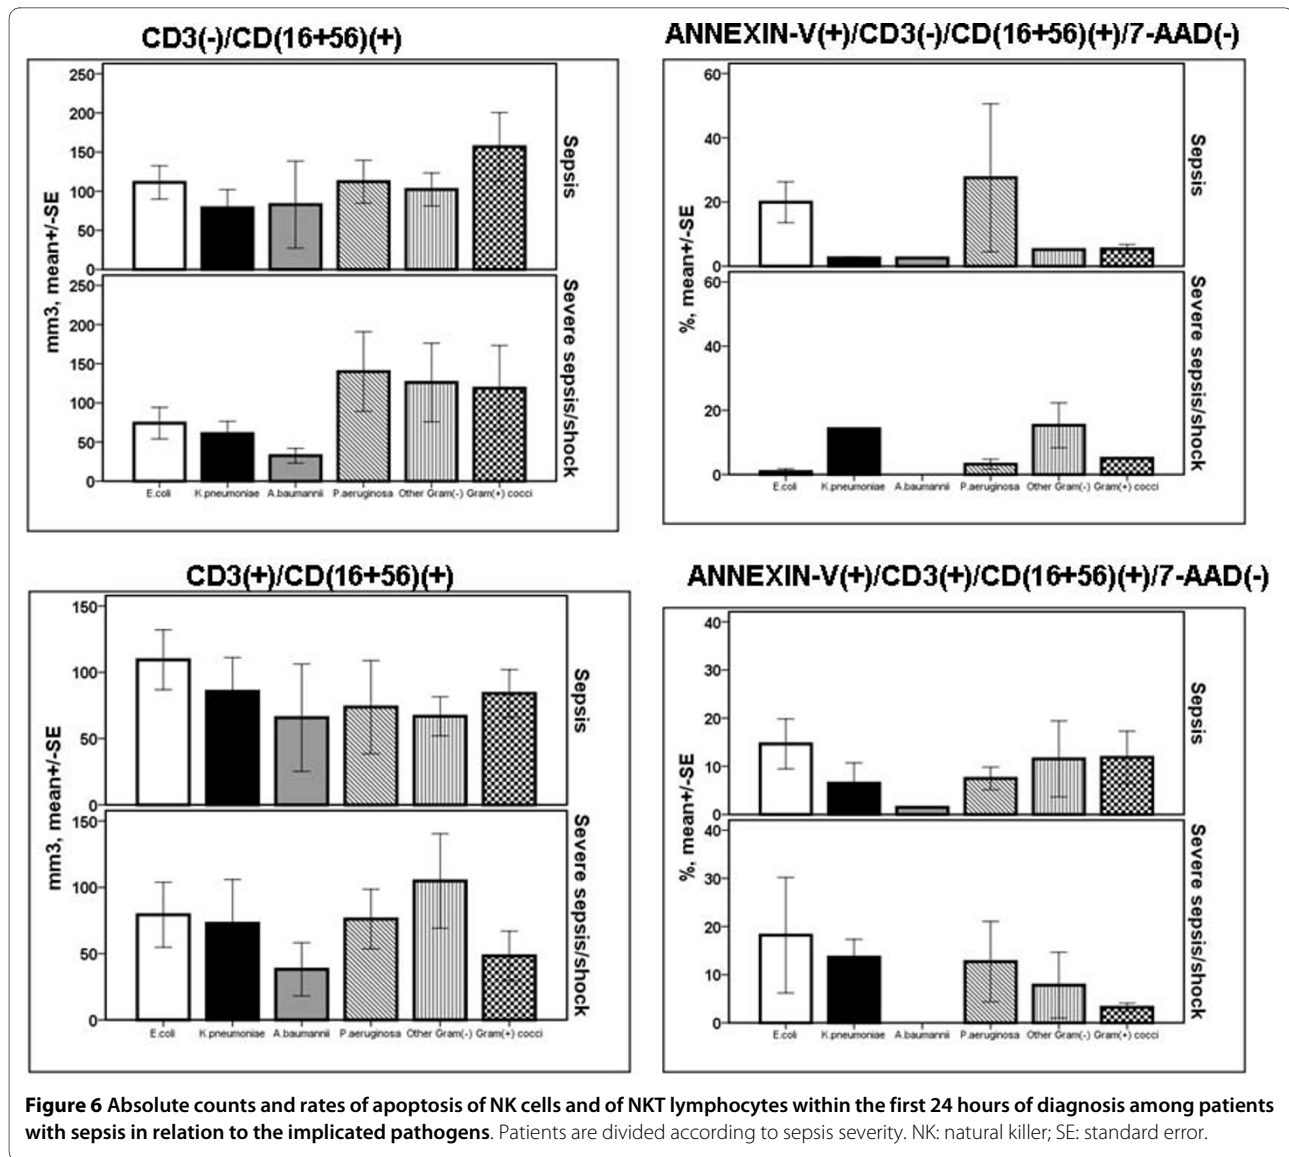 CD3(-)/CD(16+56)(+)
mm3, mean+/-SE
250
200
150
100
50
0
Sepsis
250
200
150
100
50
0
Severe sepsis/shock
E.coli K.pneumoniae A.baumannii P.aeruginosa Other Gram(-) Gram(+) cocci
ANNEXIN-V(+)/CD3(-)/CD(16+56)(+)/7-AAD(-)
%, mean+/-SE
60
40
20
0
Sepsis
60
40
20
0
Severe sepsis/shock
E.coli K.pneumoniae A.baumannii P.aeruginosa Other Gram(-) Gram(+) cocci
CD3(+)/CD(16+56)(+)
mm3, mean+/-SE
150
100
50
0
Sepsis
150
100
50
0
Severe sepsis/shock
E.coli K.pneumoniae A.baumannii P.aeruginosa Other Gram(-) Gram(+) cocci
ANNEXIN-V(+)/CD3(+)/CD(16+56)(+)/7-AAD(-)
%, mean+/-SE
40
30
20
10
0
Sepsis
40
30
20
10
0
Severe sepsis/shock
E.coli K.pneumoniae A.baumannii P.aeruginosa Other Gram(-) Gram(+) cocci
Figure 6 Absolute counts and rates of apoptosis of NK cells and of NKT lymphocytes within the first 24 hours of diagnosis among patients
with sepsis in relation to the implicated pathogens. Patients are divided according to sepsis severity. NK: natural killer; SE: standard error.